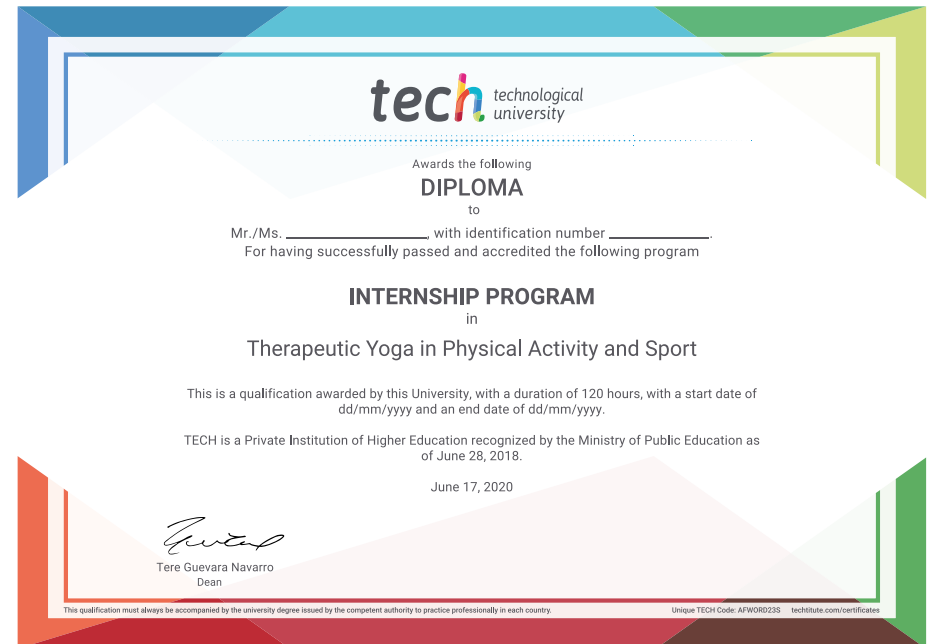 tech technological
university
Awards the following
DIPLOMA
to
Mr./Ms. ____________________, with identification number ______________.
For having successfully passed and accredited the following program
INTERNSHIP PROGRAM
in
Therapeutic Yoga in Physical Activity and Sport
This is a qualification awarded by this University, with a duration of 120 hours, with a start date of
dd/mm/yyyy and an end date of dd/mm/yyyy.
TECH is a Private Institution of Higher Education recognized by the Ministry of Public Education as
of June 28, 2018.
June 17, 2020
Tere Guevara Navarro
Dean
This qualification must always be accompanied by the university degree issued by the competent authority to practice professionally in each country.
Unique TECH Code: AFWORD23S techtitute.com/certificates